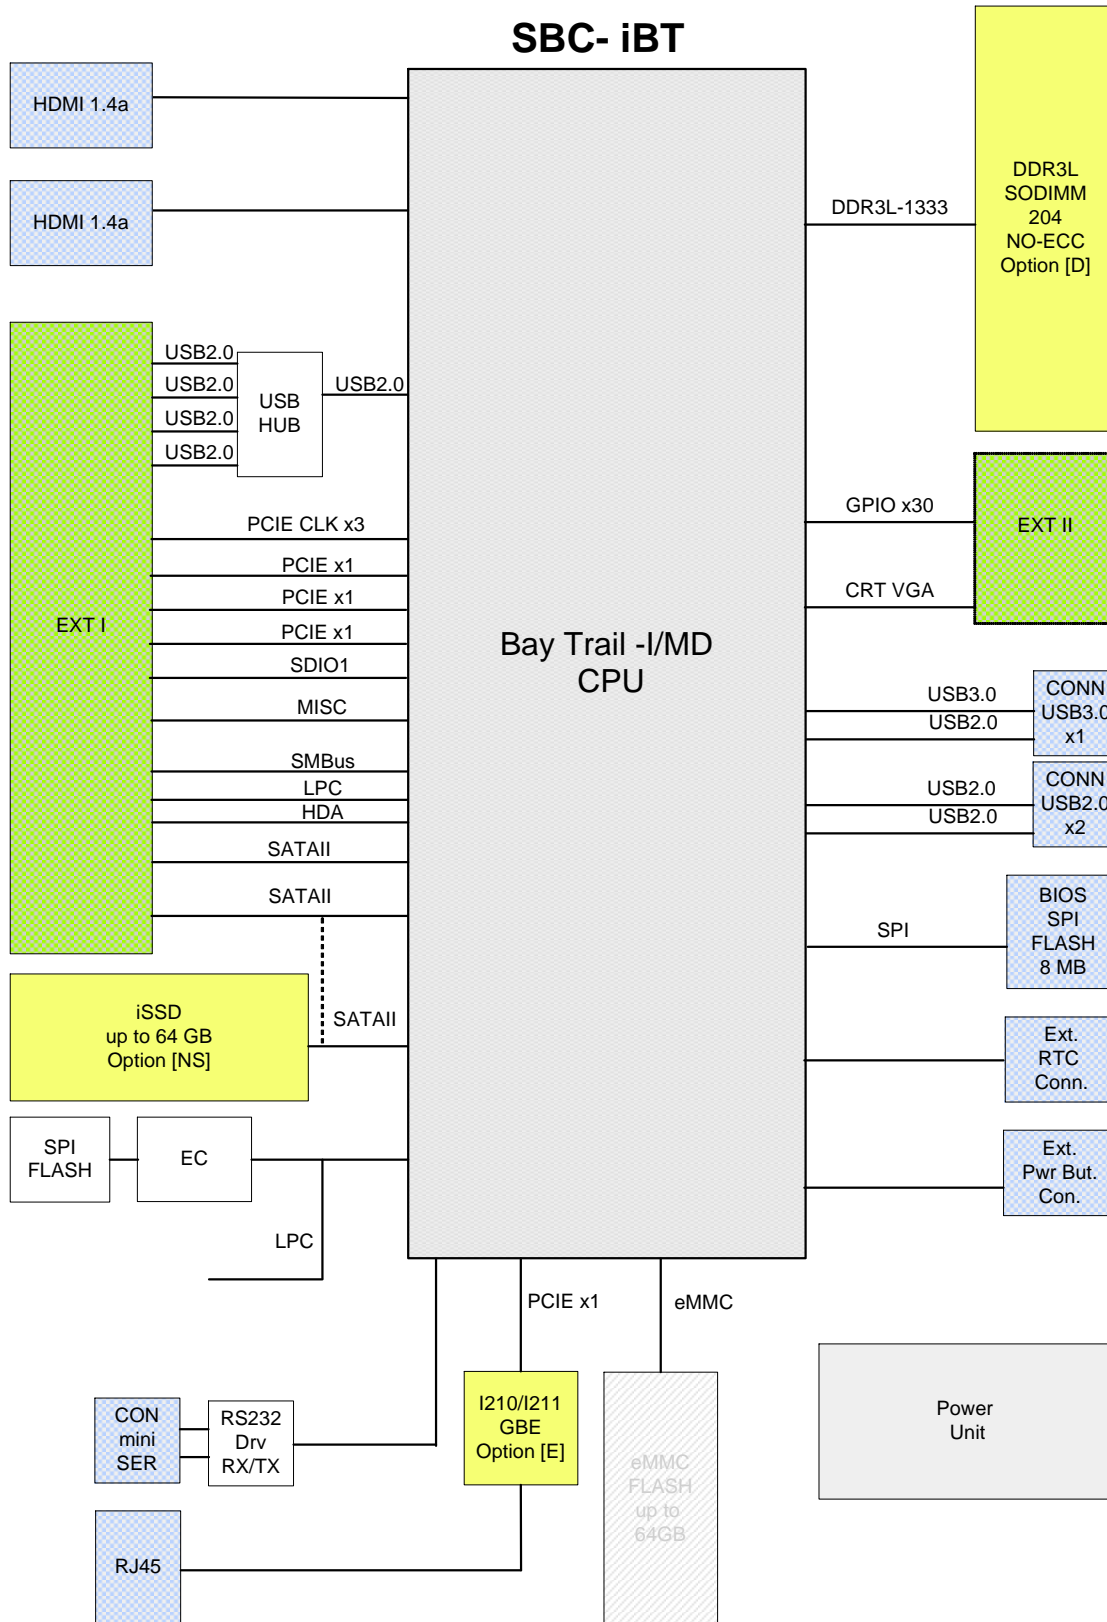 SBC- iBT
HDMI 1.4a
HDMI 1.4a
EXT I
USB2.0
USB2.0
USB2.0
USB2.0
USB
HUB
USB2.0
PCIE CLK x3
PCIE x1
PCIE x1
PCIE x1
SDIO1
MISC
SMBus
LPC
HDA
SATAII
SATAII
iSSD
up to 64 GB
Option [NS]
SATAII
SPI
FLASH
EC
LPC
Bay Trail -I/MD
CPU
DDR3L-1333
DDR3L
SODIMM
204
NO-ECC
Option [D]
GPIO x30
CRT VGA
EXT II
USB3.0
USB2.0
CONN
USB3.0
x1
USB2.0
USB2.0
CONN
USB2.0
x2
SPI
BIOS
SPI
FLASH
8 MB
Ext.
RTC
Conn.
Ext.
Pwr But.
Con.
PCIE x1
eMMC
CON
mini
SER
RS232
Drv
RX/TX
I210/I211
GBE
Option [E]
eMMC
FLASH
up to
64GB
Power
Unit
RJ45